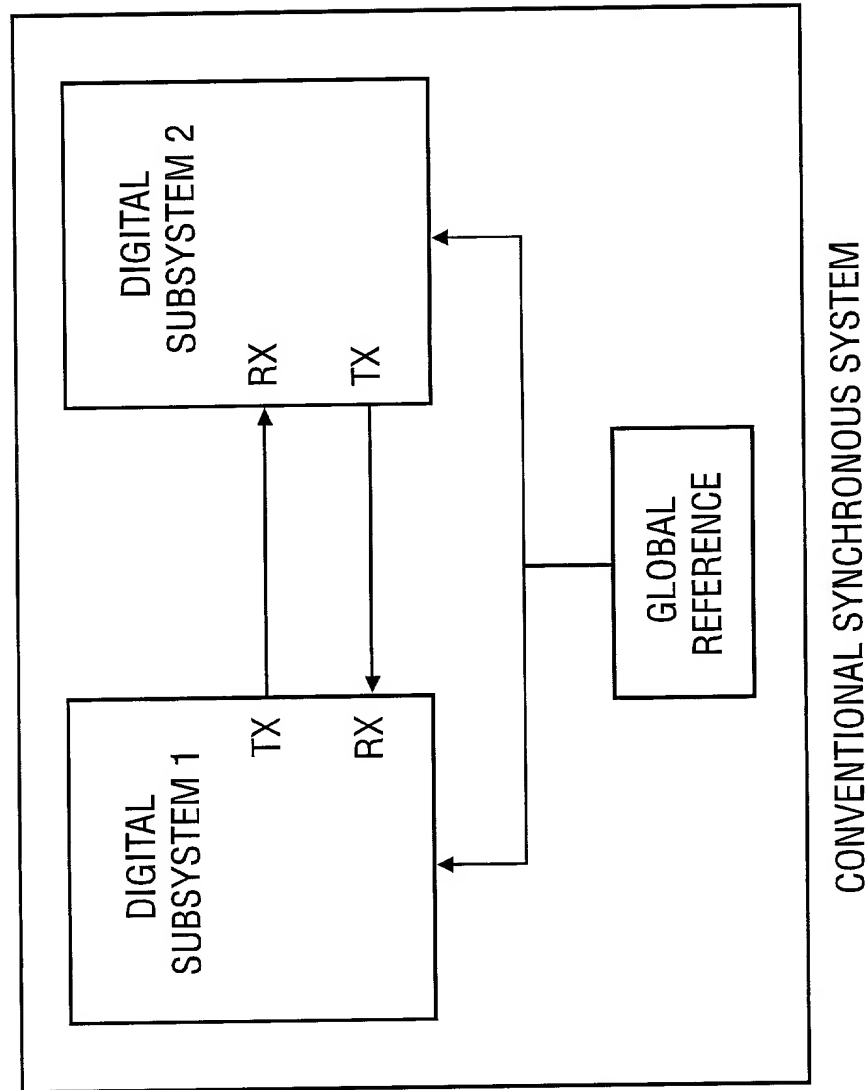 DIGITAL
SUBSYSTEM 1
TX
RX
DIGITAL
SUBSYSTEM 2
RX
TX
GLOBAL
REFERENCE
CONVENTIONAL SYNCHRONOUS SYSTEM